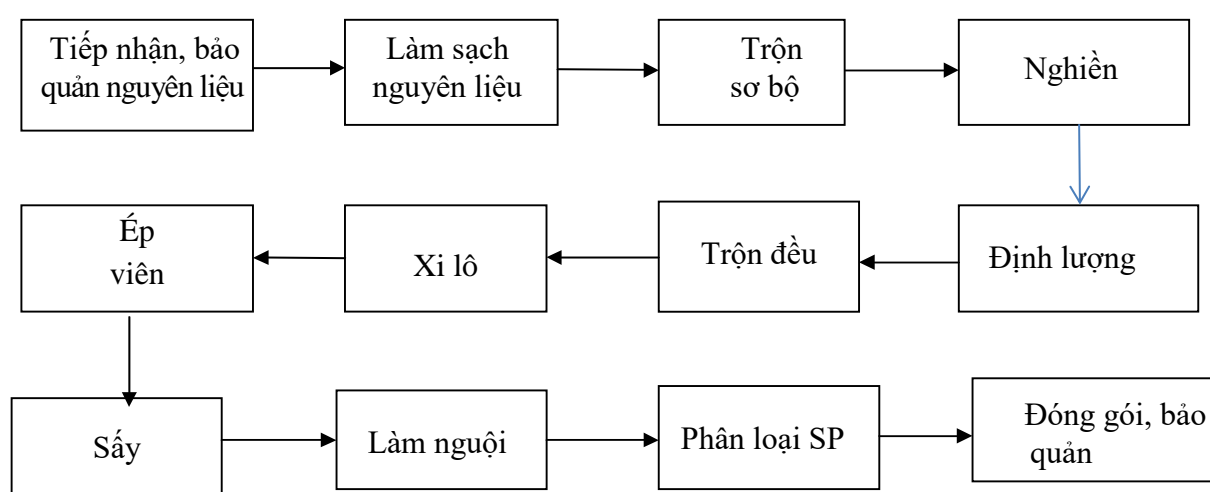 Tiếp nhận, bảo
quản nguyên liệu
Làm sạch
nguyên liệu
Trộn
sơ bộ
Nghiền
Định lượng
Trộn đều
Xi lô
Ép
viên
Sấy
Làm nguội
Phân loại SP
Đóng gói, bảo
quản